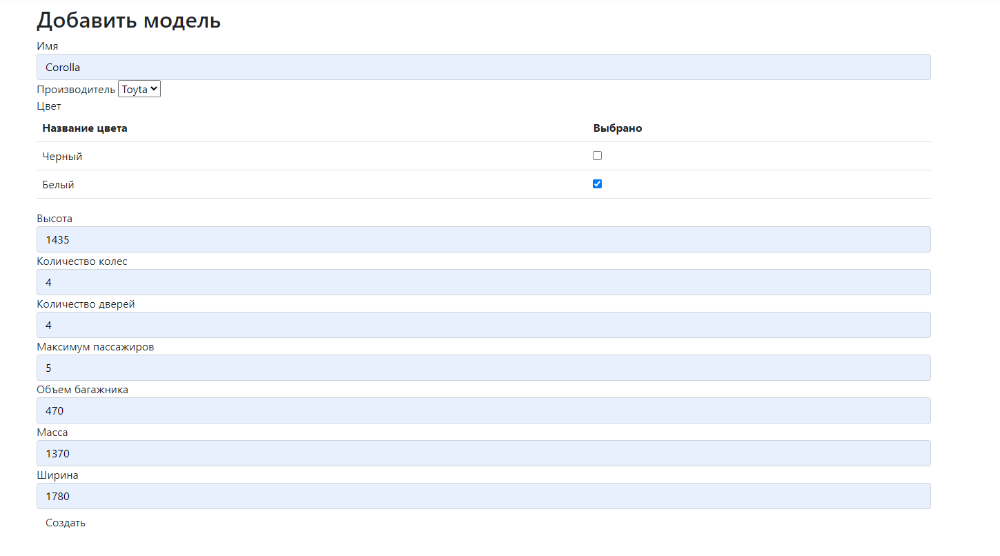 Добавить модель
Имя
Corolla
Производитель Toyta
Цвет
Название цвета Выбрано
Черный
Белый
Высота
1435
Количество колес
4
Количество дверей
4
Максимум пассажиров
5
Объем багажника
470
Масса
1370
Ширина
1780
Создать